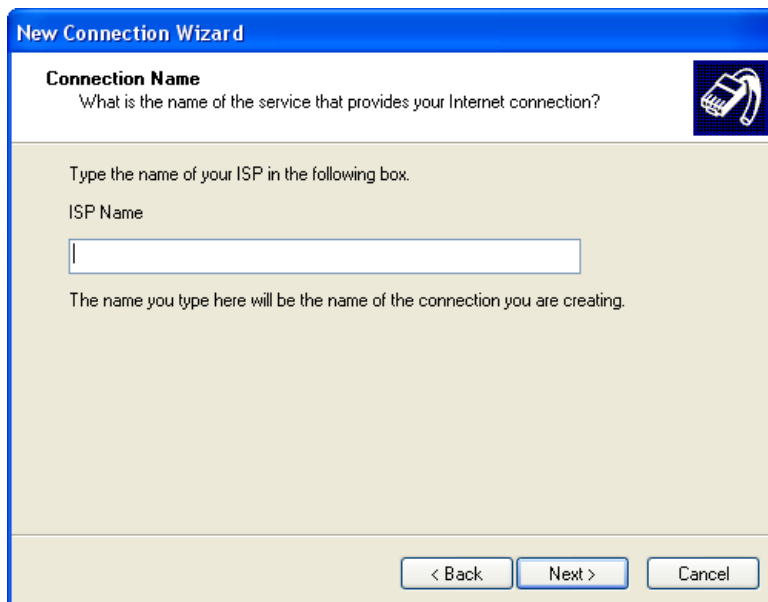 New Connection Wizard
Connection Name
What is the name of the service that provides your Internet connection?
Type the name of your ISP in the following box.
ISP Name
The name you type here will be the name of the connection you are creating.
< Back
Next >
Cancel